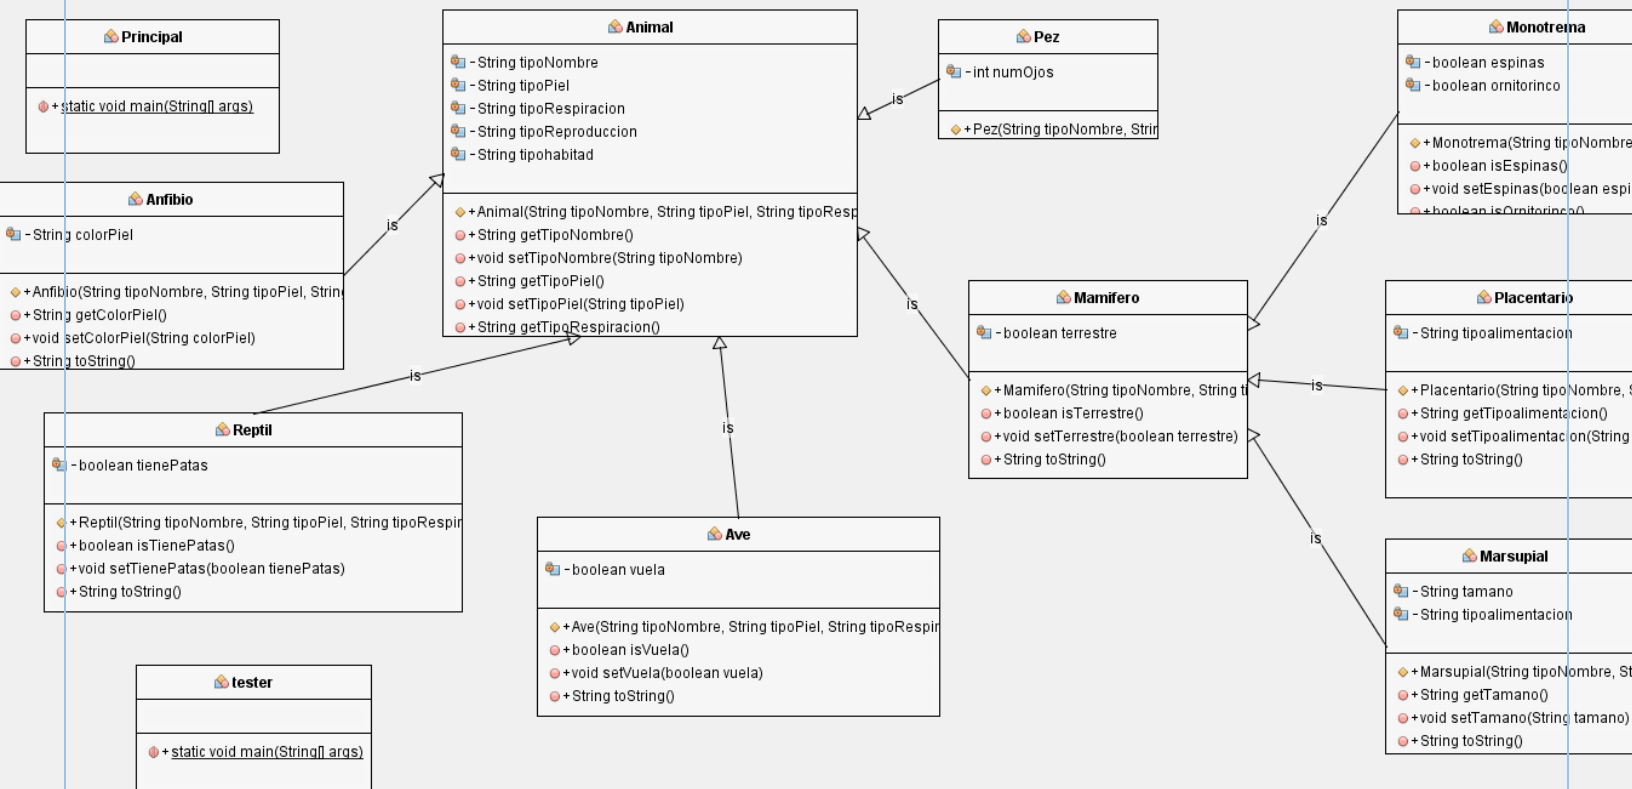 Principal
+static void main(String[] args)
Animal
-String tipoNombre
-String tipoPiel
-String tipoRespiracion
-String tipoReproduccion
-String tipohabitad
+Animal(String tipoNombre, String tipoPiel, String tipoResp
+String getTipoNombre()
+void setTipoNombre(String tipoNombre)
+String getTipoPiel()
+void setTipoPiel(String tipoPiel)
+String getTipoRespiracion()
Pez
-int numOjos
+Pez(String tipoNombre, Strin
is
Monotrema
-boolean espinas
-boolean ornitorinco
+Monotrema(String tipoNombre
+boolean isEspinas()
+void setEspinas(boolean espi
+boolean isOrnitorinco()
is
Anfibio
-String colorPiel
+Anfibio(String tipoNombre, String tipoPiel, String
+String getColorPiel()
+void setColorPiel(String colorPiel)
+String toString()
is
Mamifero
-boolean terrestre
+Mamifero(String tipoNombre, String ti
+boolean isTerrestre()
+void setTerrestre(boolean terrestre)
+String toString()
is
Placentario
-String tipoalimentacion
+Placentario(String tipoNombre, S
+String getTipoalimentacion()
+void setTipoalimentacion(String
+String toString()
is
Reptil
-boolean tienePatas
+Reptil(String tipoNombre, String tipoPiel, String tipoRespir
+boolean isTienePatas()
+void setTienePatas(boolean tienePatas)
+String toString()
is
Ave
-boolean vuela
+Ave(String tipoNombre, String tipoPiel, String tipoRespir
+boolean isVuela()
+void setVuela(boolean vuela)
+String toString()
is
Marsupial
-String tamano
-String tipoalimentacion
+Marsupial(String tipoNombre, St
+String getTamano()
+void setTamano(String tamano)
+String toString()
is
tester
+static void main(String[] args)